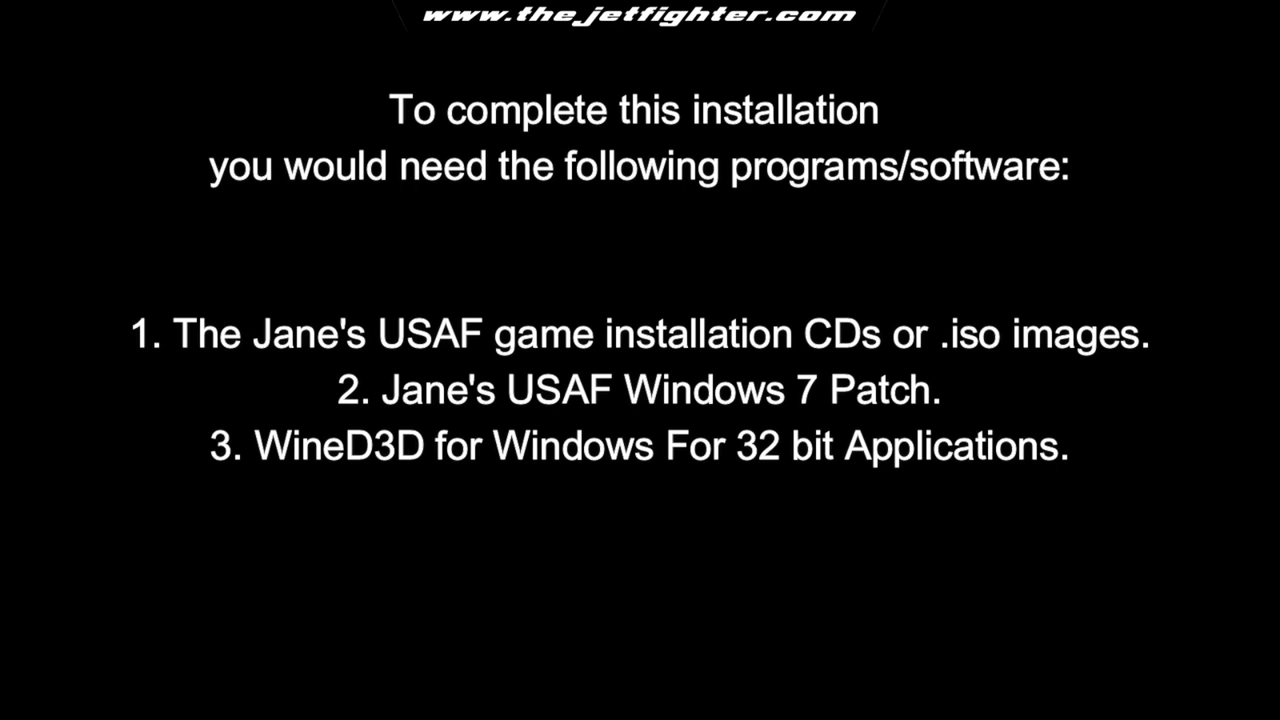 www.thejetfighter.com
To complete this installation
you would need the following programs/software:
1. The Jane's USAF game installation CDs or .iso images.
2. Jane's USAF Windows 7 Patch.
3. WineD3D for Windows For 32 bit Applications.